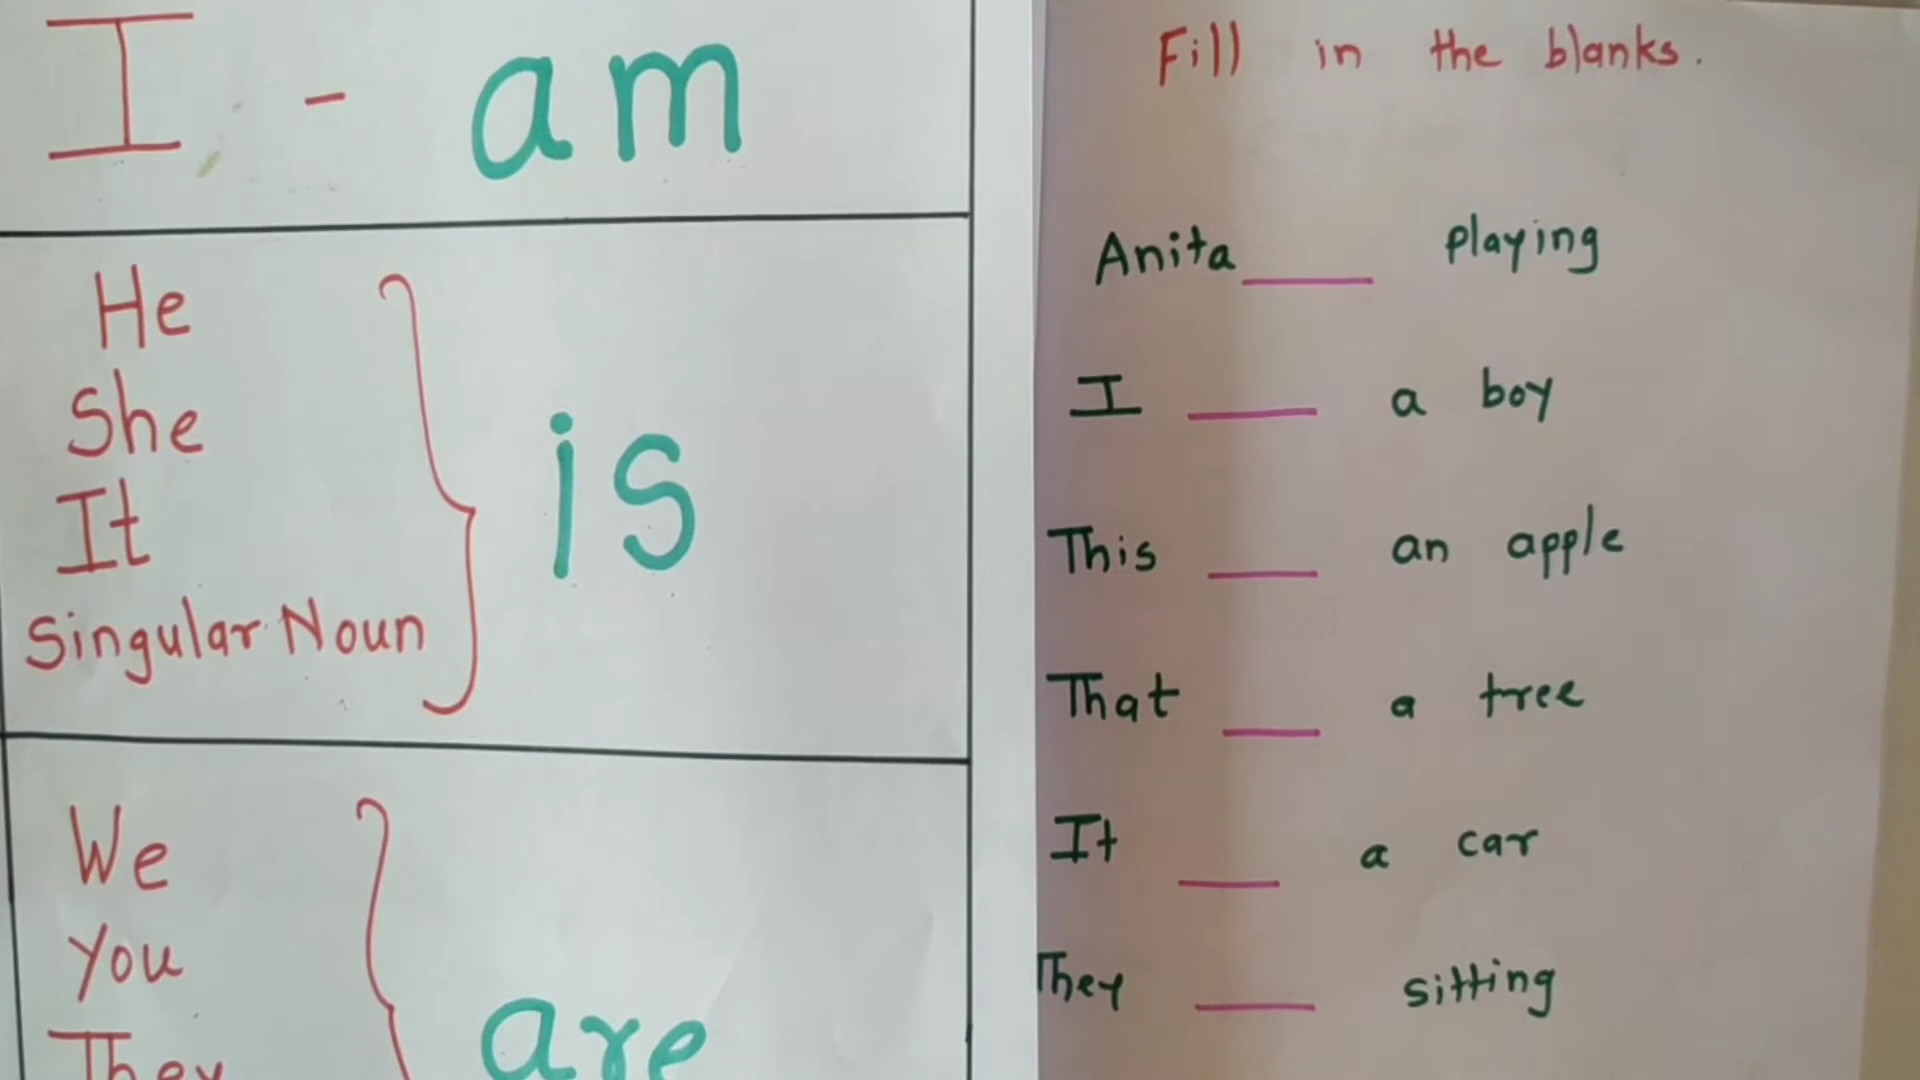 I - am
He
She
It
Singular Noun
is
We
You
They
are
Fill in the blanks.
Anita ____ playing
I ____ a boy
This ____ an apple
That ____ a tree
It ____ a car
They ____ sitting